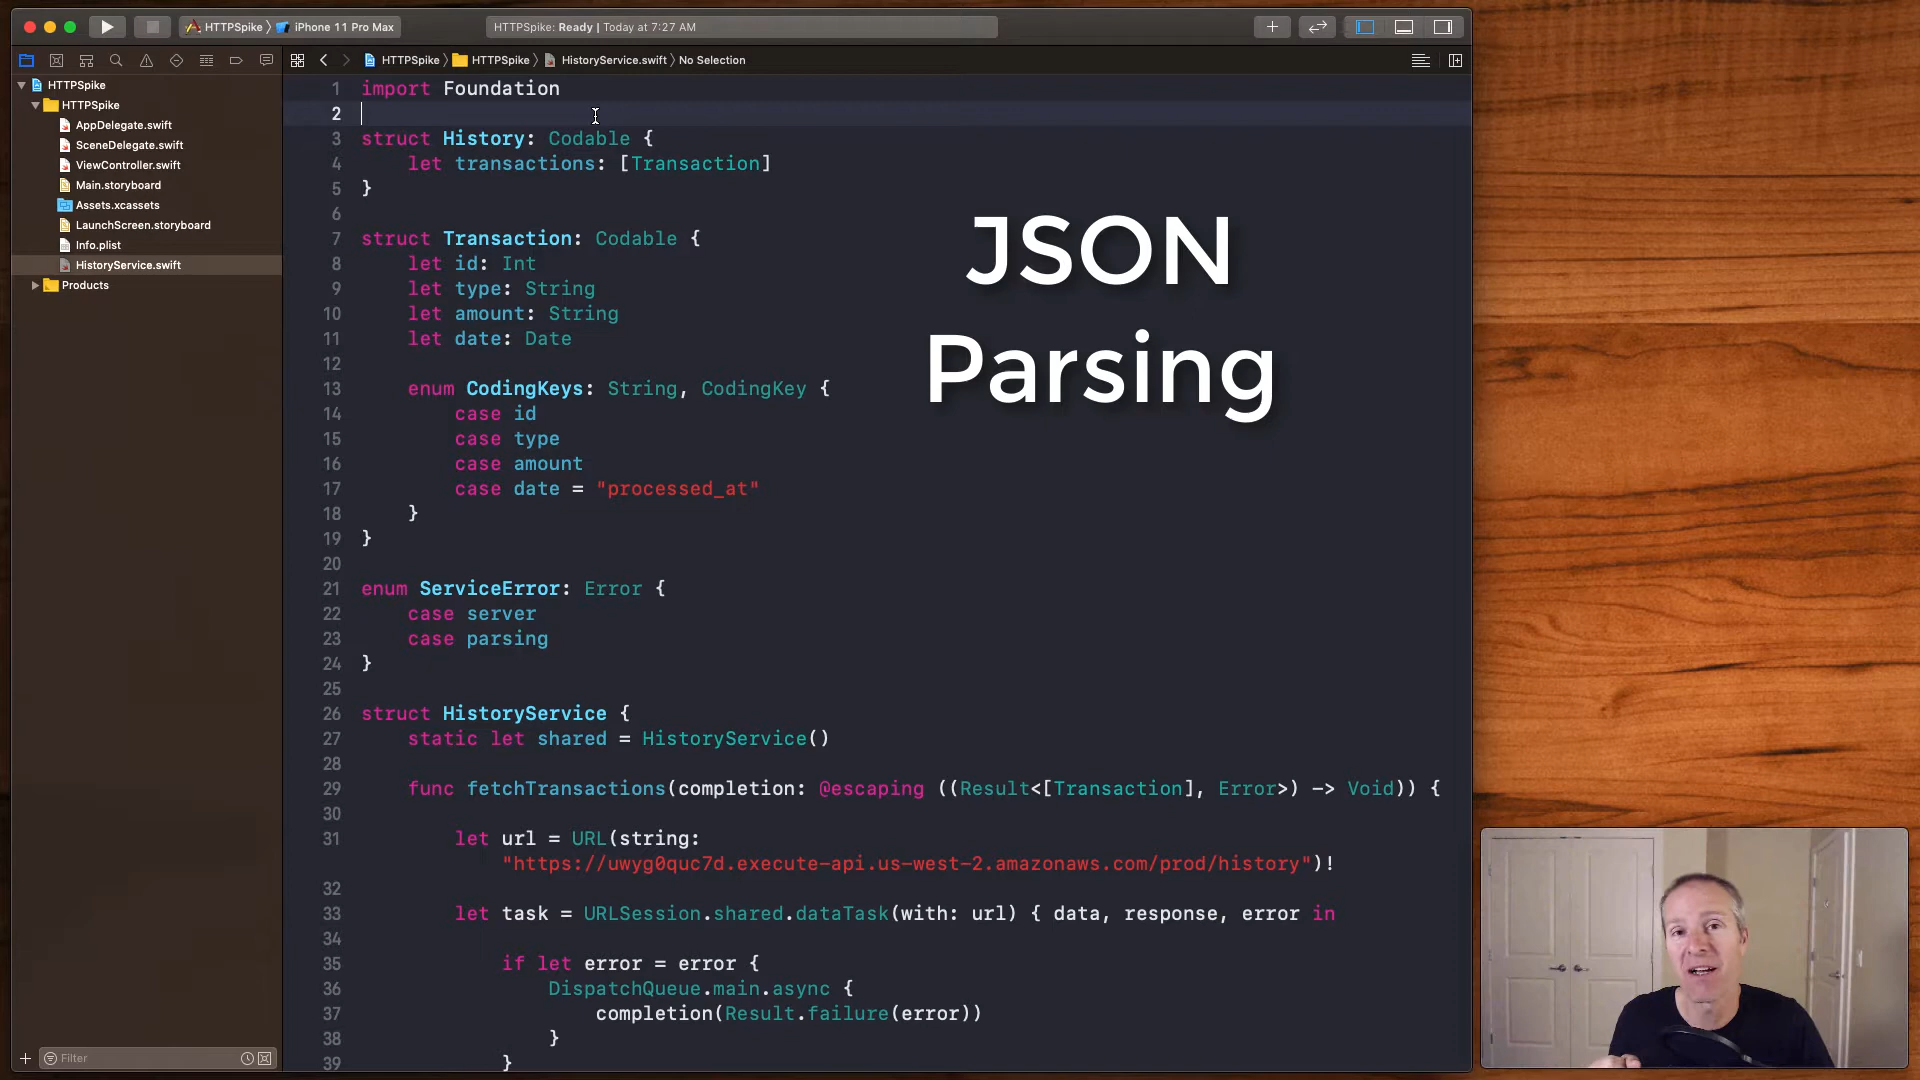 HTTPSpike
iPhone 11 Pro Max
HTTPSpike: Ready | Today at 7:27 AM
HTTPSpike
HTTPSpike
HistoryService.swift
No Selection
HTTPSpike
HTTPSpike
AppDelegate.swift
SceneDelegate.swift
ViewController.swift
Main.storyboard
Assets.xcassets
LaunchScreen.storyboard
Info.plist
HistoryService.swift
Products
Filter
1 import Foundation
2
3 struct History: Codable {
4 let transactions: [Transaction]
5 }
6
7 struct Transaction: Codable {
8 let id: Int
9 let type: String
10 let amount: String
11 let date: Date
12
13 enum CodingKeys: String, CodingKey {
14 case id
15 case type
16 case amount
17 case date = "processed_at"
18 }
19 }
20
21 enum ServiceError: Error {
22 case server
23 case parsing
24 }
25
26 struct HistoryService {
27 static let shared = HistoryService()
28
29 func fetchTransactions(completion: @escaping ((Result<[Transaction], Error>) -> Void)) {
30
31 let url = URL(string:
"https://uwyg0quc7d.execute-api.us-west-2.amazonaws.com/prod/history")!
32
33 let task = URLSession.shared.dataTask(with: url) { data, response, error in
34
35 if let error = error {
36 DispatchQueue.main.async {
37 completion(Result.failure(error))
38 }
39 }
JSON
Parsing